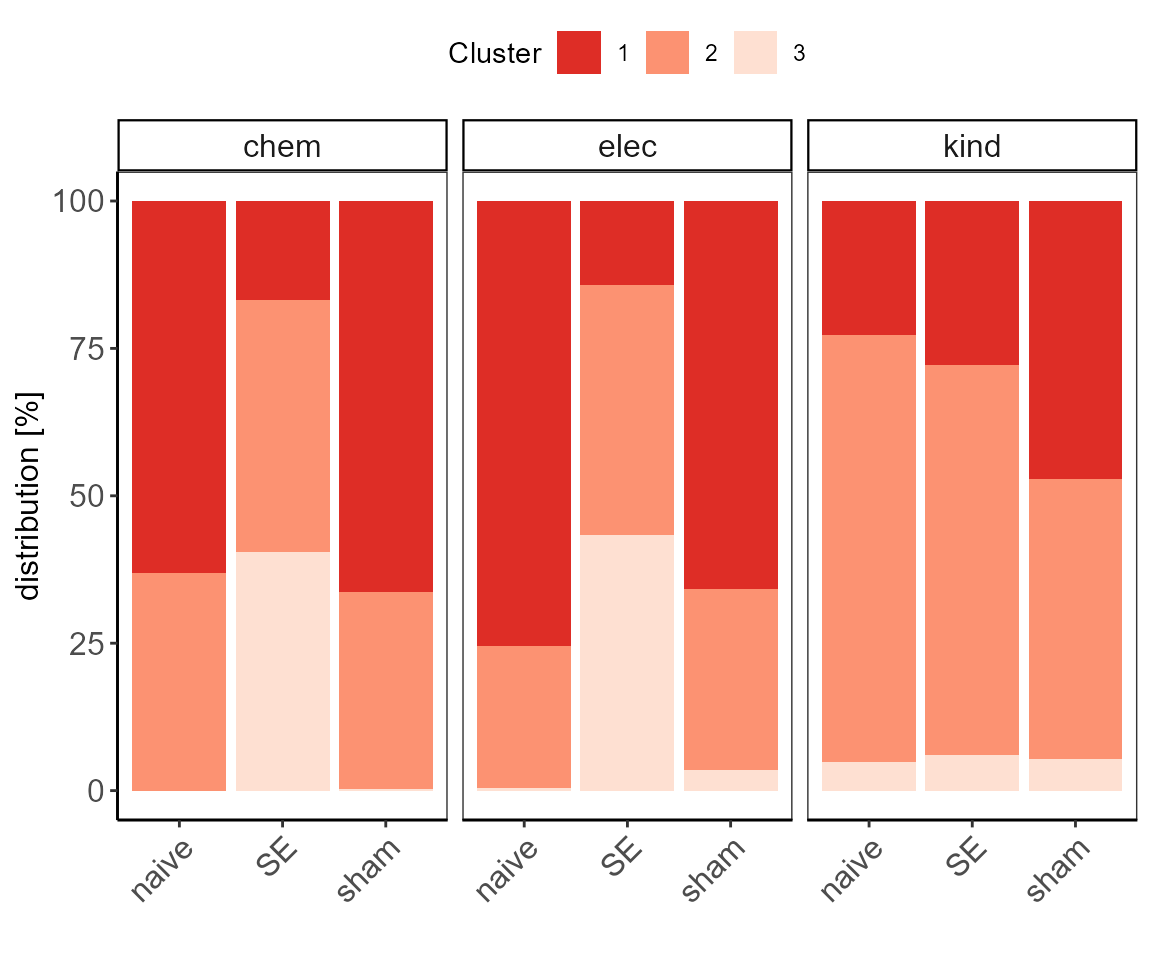 Cluster 1 2 3
chem elec kind
distribution [%]
100
75
50
25
0
naive SE sham naive SE sham naive SE sham